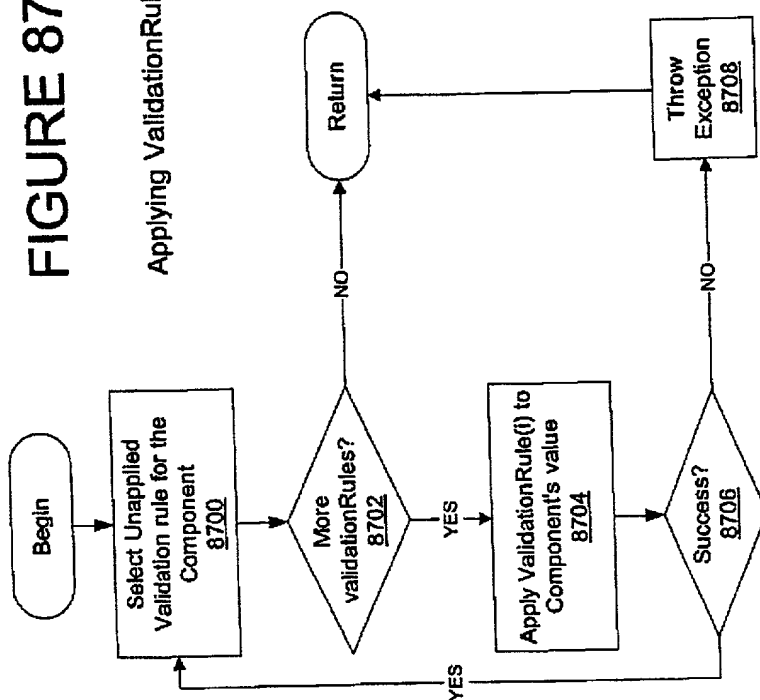 FIGURE 87
Applying ValidationRul
Begin
Select Unapplied
Validation rule for the
Component
8700
More
validationRules?
8702
NO
Return
YES
Apply ValidationRule(i) to
Component's value
8704
Success?
8706
NO
Throw
Exception
8708
YES